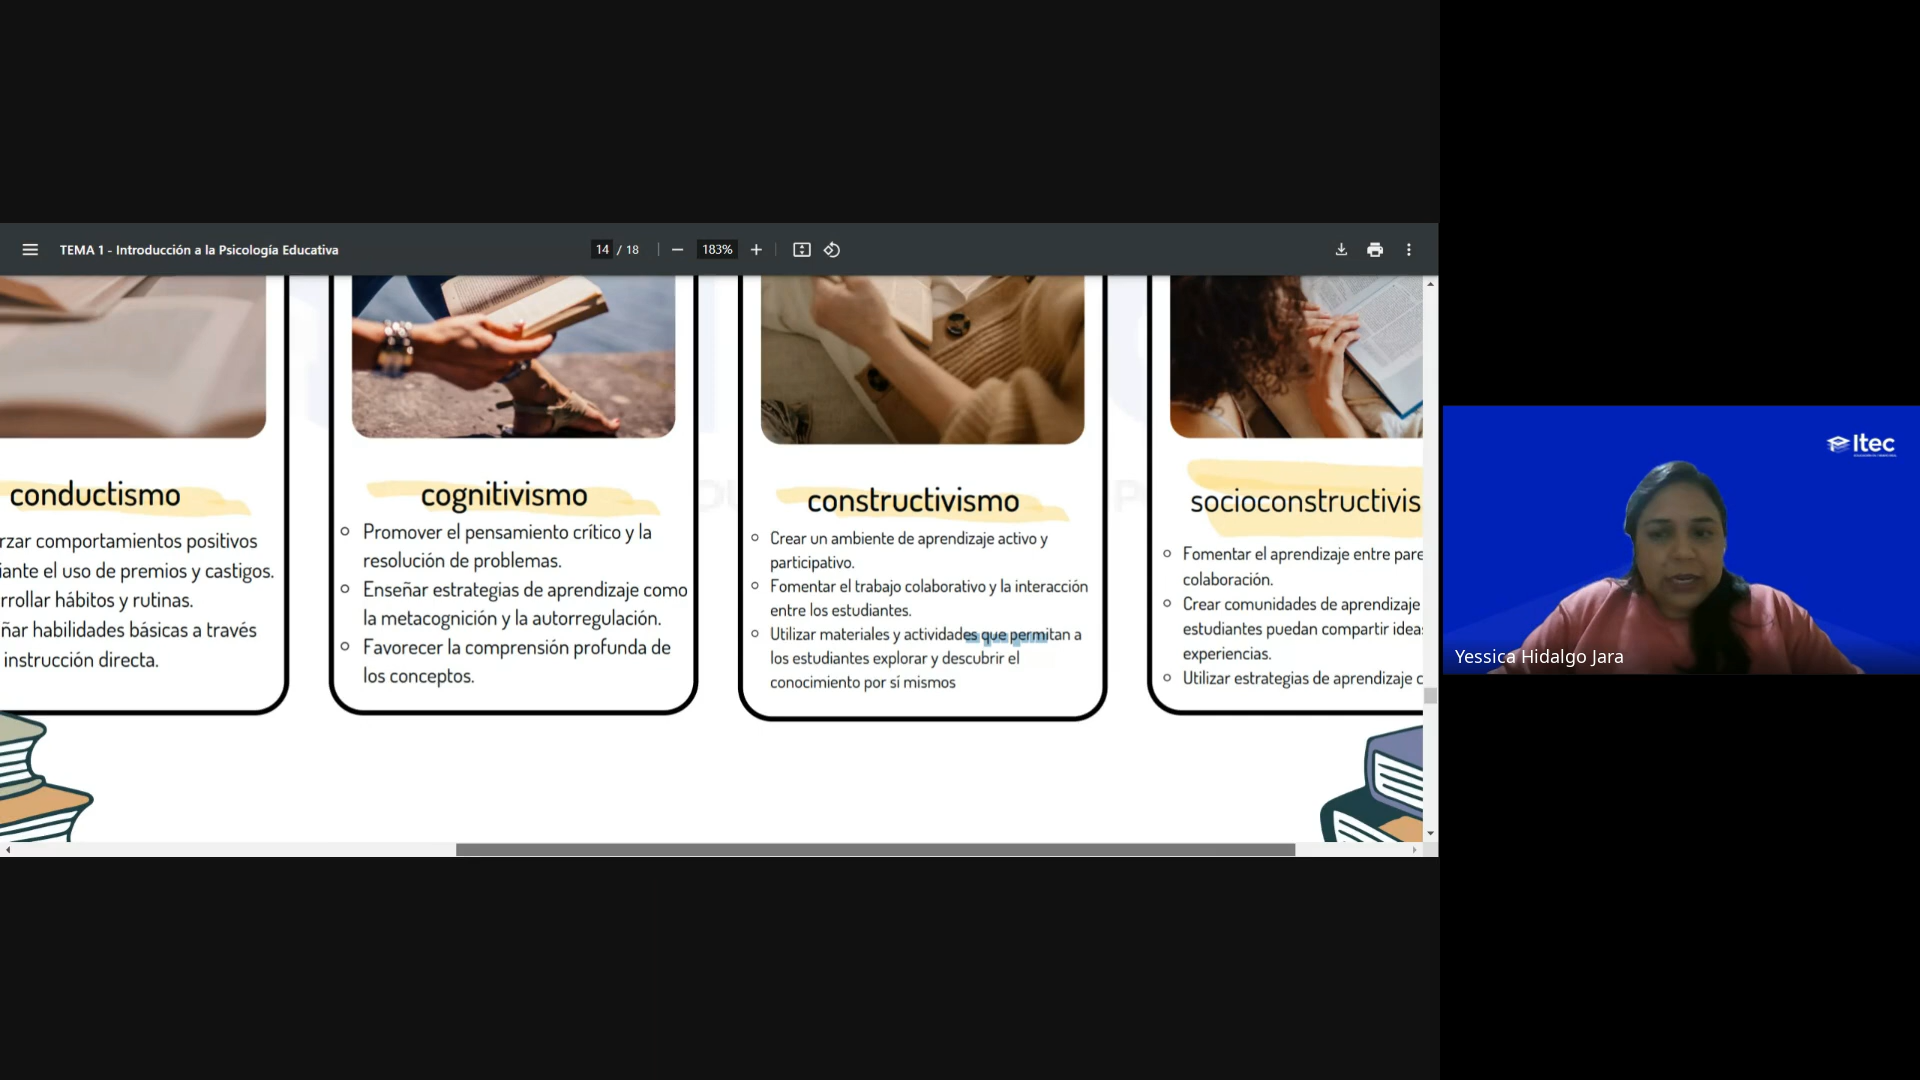 TEMA 1 - Introducción a la Psicología Educativa
14 / 18
183%
conductismo
rzar comportamientos positivos
iante el uso de premios y castigos.
rrollar hábitos y rutinas.
ñar habilidades básicas a través
instrucción directa.
cognitivismo
Promover el pensamiento crítico y la
resolución de problemas.
Enseñar estrategias de aprendizaje como
la metacognición y la autorregulación.
Favorecer la comprensión profunda de
los conceptos.
constructivismo
Crear un ambiente de aprendizaje activo y
participativo.
Fomentar el trabajo colaborativo y la interacción
entre los estudiantes.
Utilizar materiales y actividades que permitan a
los estudiantes explorar y descubrir el
conocimiento por sí mismos
socioconstructivis
Fomentar el aprendizaje entre pare
colaboración.
Crear comunidades de aprendizaje
estudiantes puedan compartir idea
experiencias.
Utilizar estrategias de aprendizaje c
Itec
Yessica Hidalgo Jara